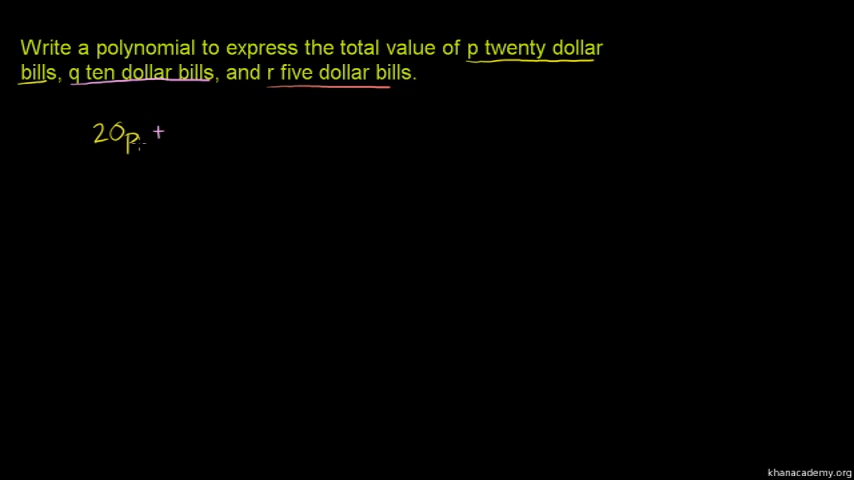 Write a polynomial to express the total value of p twenty dollar
bills, q ten dollar bills, and r five dollar bills.
20p +
khanacademy.org